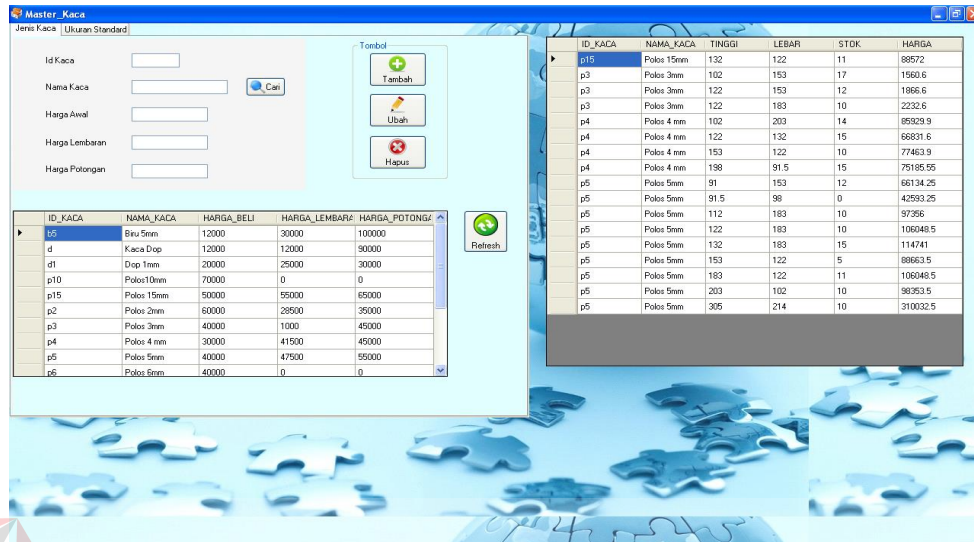 Master_Kaca
Jenis Kaca Ukuran Standard
Id Kaca
Nama Kaca Cari
Harga Awal
Harga Lembaran
Harga Potongan
Tombol
Tambah
Ubah
Hapus
ID_KACA NAMA_KACA HARGA_BELI HARGA_LEMBARA HARGA_POTONGA
b5 Biru 5mm 12000 30000 100000
d Kaca Dop 12000 12000 90000
d1 Dop 1mm 20000 25000 30000
p10 Polos10mm 70000 0 0
p15 Polos 15mm 50000 55000 65000
p2 Polos 2mm 60000 28500 35000
p3 Polos 3mm 40000 1000 45000
p4 Polos 4 mm 30000 41500 45000
p5 Polos 5mm 40000 47500 55000
p6 Polos 6mm 40000 0 0
Refresh
ID_KACA NAMA_KACA TINGGI LEBAR STOK HARGA
p15 Polos 15mm 132 122 11 88572
p3 Polos 3mm 102 153 17 1560.6
p3 Polos 3mm 122 153 12 1866.6
p3 Polos 3mm 122 183 10 2232.6
p4 Polos 4 mm 102 203 14 85929.9
p4 Polos 4 mm 122 132 15 66831.6
p4 Polos 4 mm 153 122 10 77463.9
p4 Polos 4 mm 198 91.5 15 75185.55
p5 Polos 5mm 91 153 12 66134.25
p5 Polos 5mm 91.5 98 0 42593.25
p5 Polos 5mm 112 183 10 97356
p5 Polos 5mm 122 183 10 106048.5
p5 Polos 5mm 132 183 15 114741
p5 Polos 5mm 153 122 5 88663.5
p5 Polos 5mm 183 122 11 106048.5
p5 Polos 5mm 203 102 10 98353.5
p5 Polos 5mm 305 214 10 310032.5